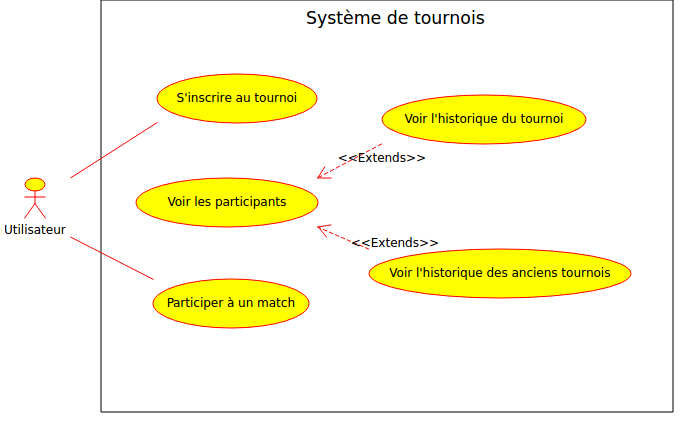 Système de tournois
S'inscrire au tournoi
Voir l'historique du tournoi
<<Extends>>
Voir les participants
Utilisateur
<<Extends>>
Voir l'historique des anciens tournois
Participer à un match